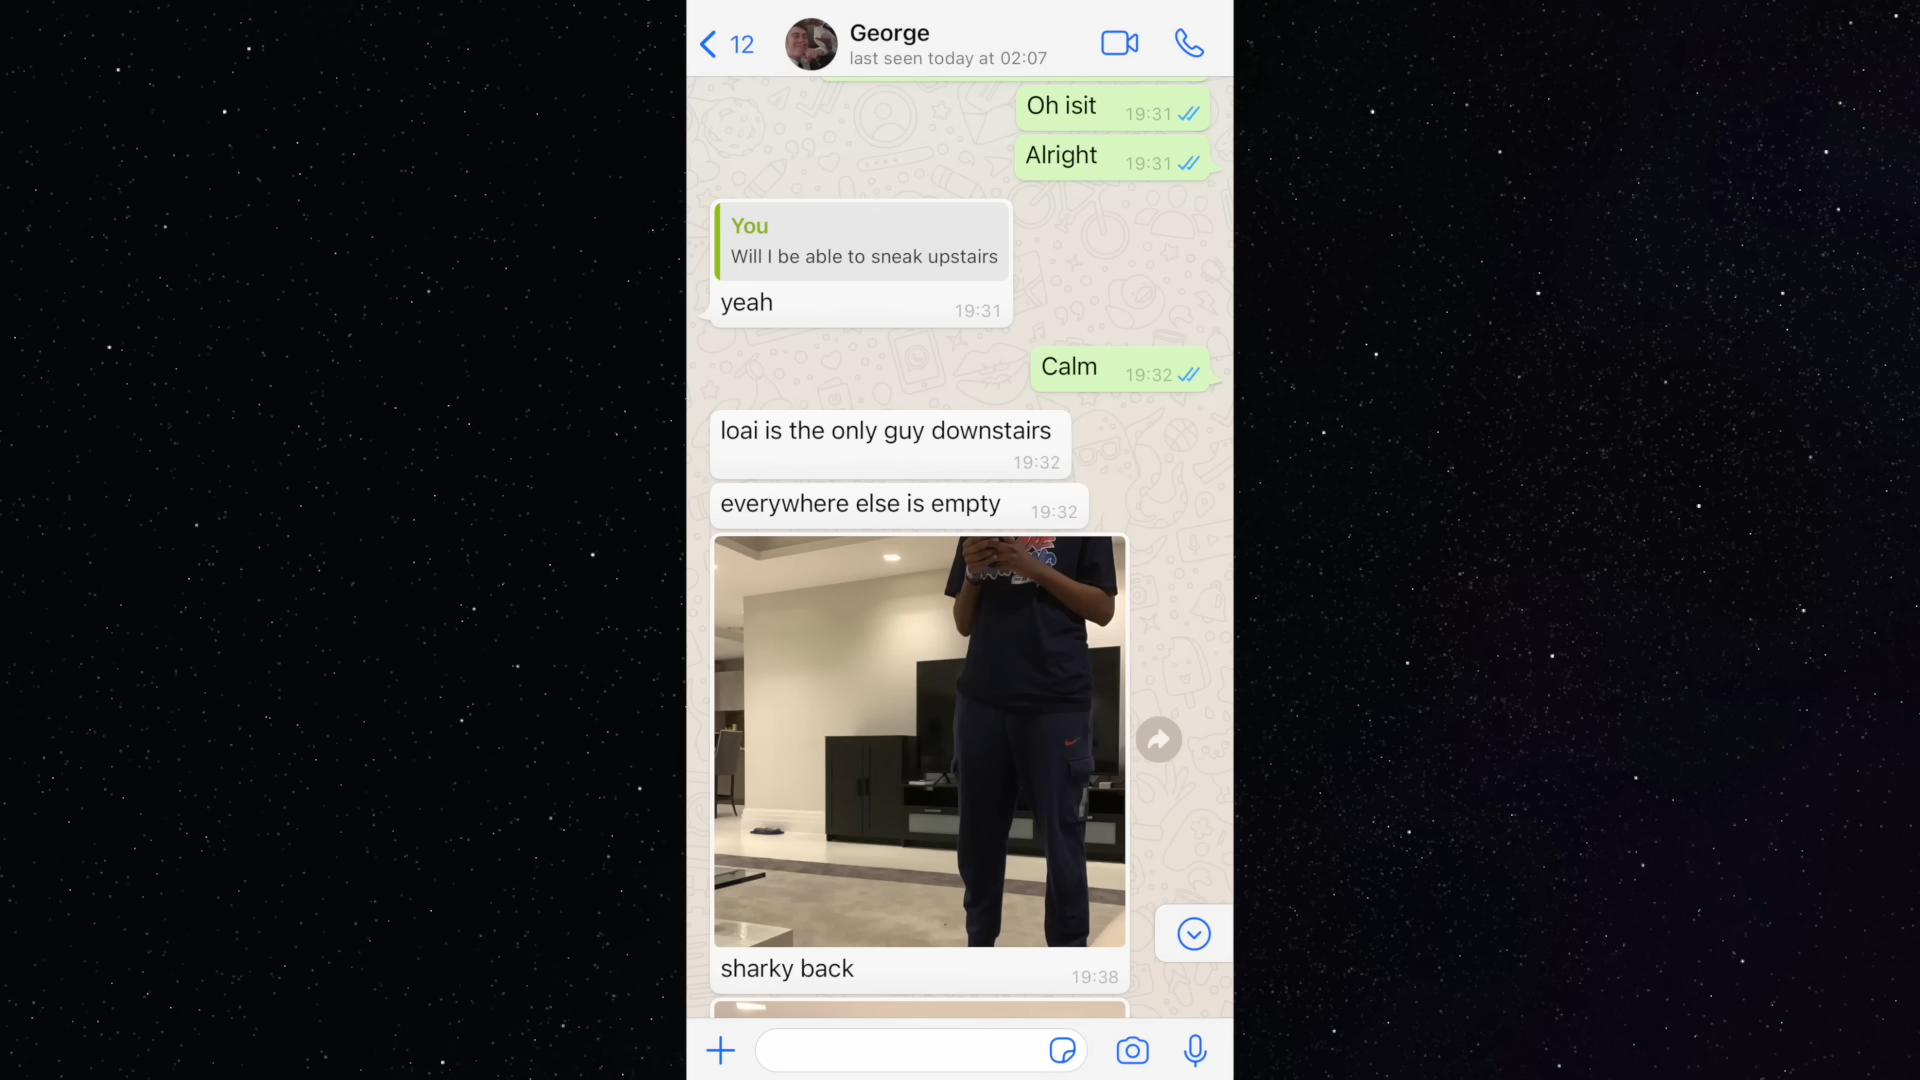 12
George
last seen today at 02:07
Oh isit 19:31
Alright 19:31
You
Will I be able to sneak upstairs
yeah 19:31
Calm 19:32
loai is the only guy downstairs
19:32
everywhere else is empty 19:32
sharky back 19:38